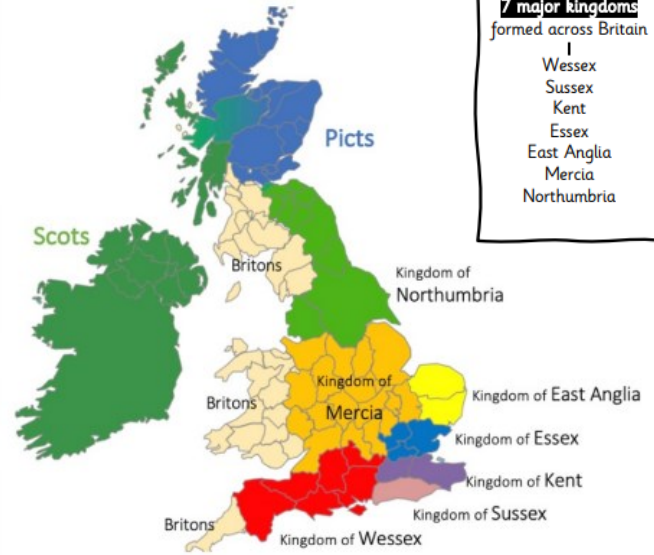 7 major kingdoms
formed across Britain
Wessex
Sussex
Kent
Essex
East Anglia
Mercia
Northumbria
Picts
Scots
Britons
Kingdom of
Northumbria
Kingdom of
Mercia
Britons
Kingdom of East Anglia
Kingdom of Essex
Kingdom of Kent
Kingdom of Sussex
Britons
Kingdom of Wessex